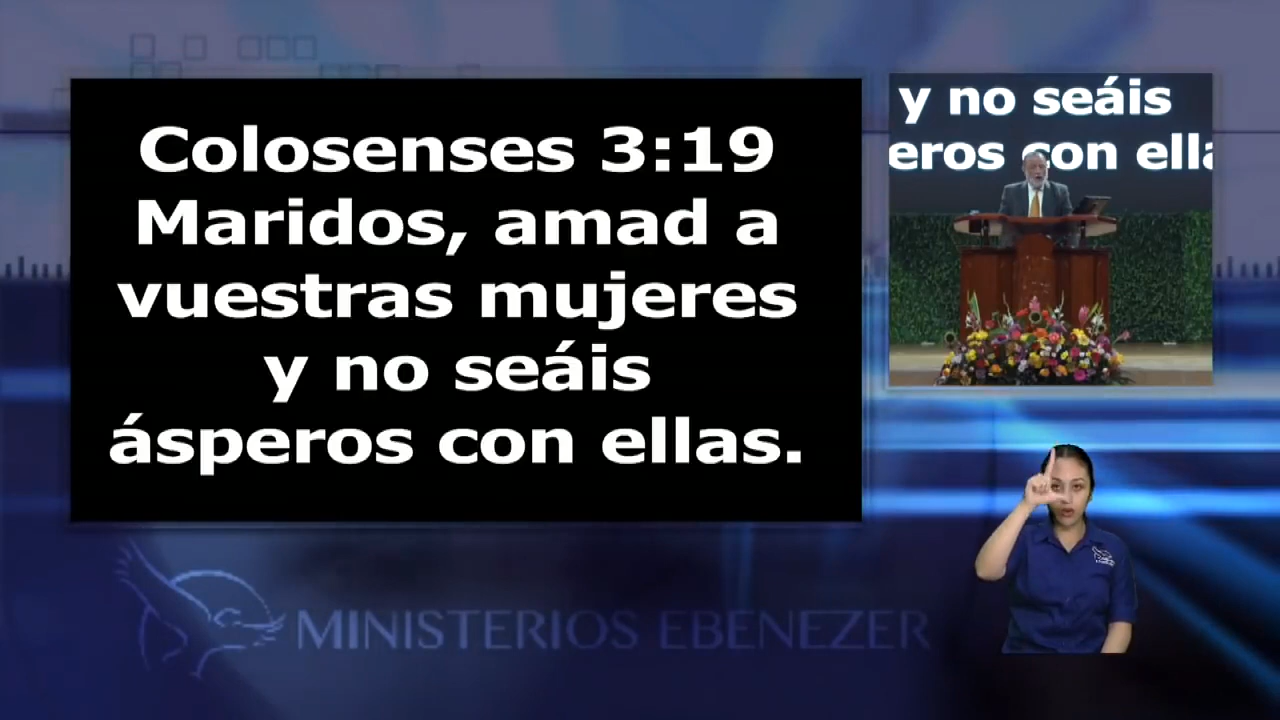 Colosenses 3:19
Maridos, amad a
vuestras mujeres
y no seáis
ásperos con ellas.
y no seáis
eros con ella
MINISTERIOS EBENEZER